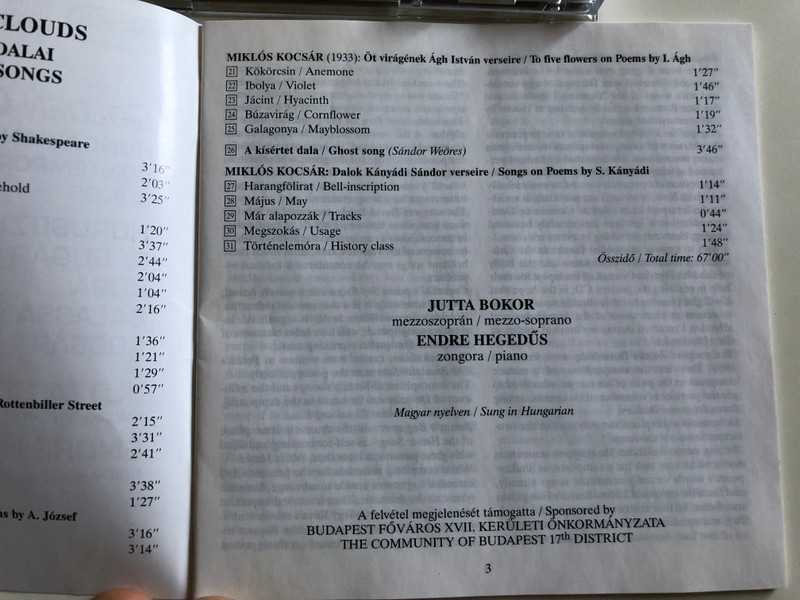 CLOUDS
DALAI
SONGS
by Shakespeare
3'16"
ehold 2'03"
3'25"
1'20"
3'37"
2'44"
2'04"
1'04"
2'16"
1'36"
1'21"
1'29"
0'57"
Rottenbiller Street
2'15"
3'31"
2'41"
3'38"
1'27"
ns by A. József
3'16"
3'14"
MIKLÓS KOCSÁR (1933): Öt virágének Ágh István verseire / To five flowers on Poems by I. Ágh
21 Kökörcsin / Anemone 1'27"
22 Ibolya / Violet 1'46"
23 Jácint / Hyacinth 1'17"
24 Búzavirág / Cornflower 1'19"
25 Galagonya / Mayblossom 1'32"
26 A kísértet dala / Ghost song (Sándor Weöres) 3'46"
MIKLÓS KOCSÁR: Dalok Kányádi Sándor verseire / Songs on Poems by S. Kányádi
27 Harangfölirat / Bell-inscription 1'14"
28 Május / May 1'11"
29 Már alapozzák / Tracks 0'44"
30 Megszokás / Usage 1'24"
31 Történelemóra / History class 1'48"
Összidő / Total time: 67'00"
JUTTA BOKOR
mezzoszoprán / mezzo-soprano
ENDRE HEGEDŰS
zongora / piano
Magyar nyelven / Sung in Hungarian
A felvétel megjelenését támogatta / Sponsored by
BUDAPEST FŐVÁROS XVII. KERÜLETI ÖNKORMÁNYZATA
THE COMMUNITY OF BUDAPEST 17th DISTRICT
3